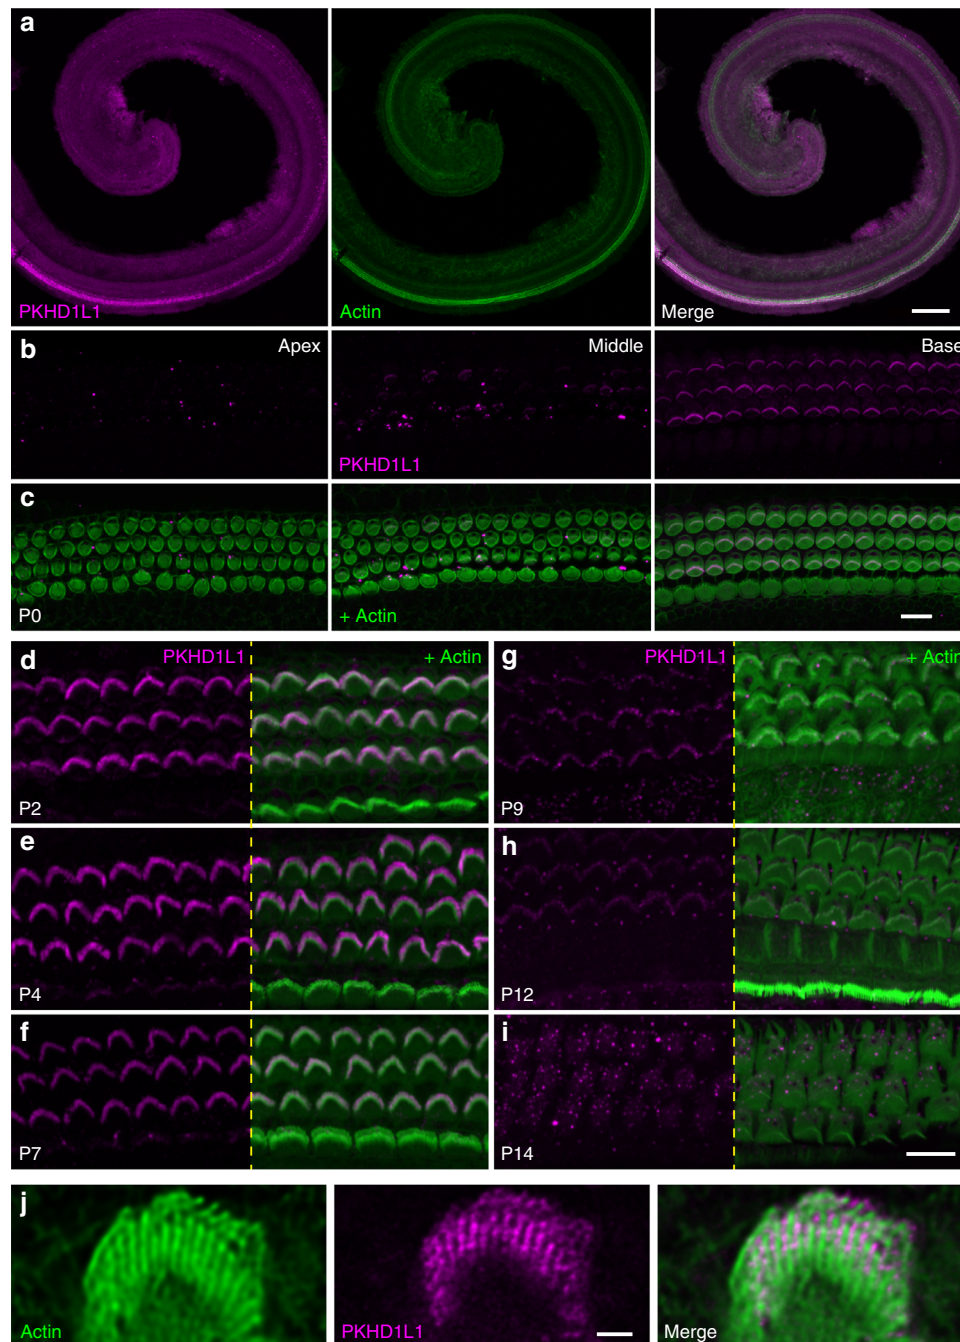 a
PKHD1L1
Actin
Merge
b
Apex
Middle
Base
PKHD1L1
c
P0
+ Actin
d
PKHD1L1
+ Actin
P2
g
PKHD1L1
+ Actin
P9
e
P4
h
P12
f
P7
i
P14
j
Actin
PKHD1L1
Merge